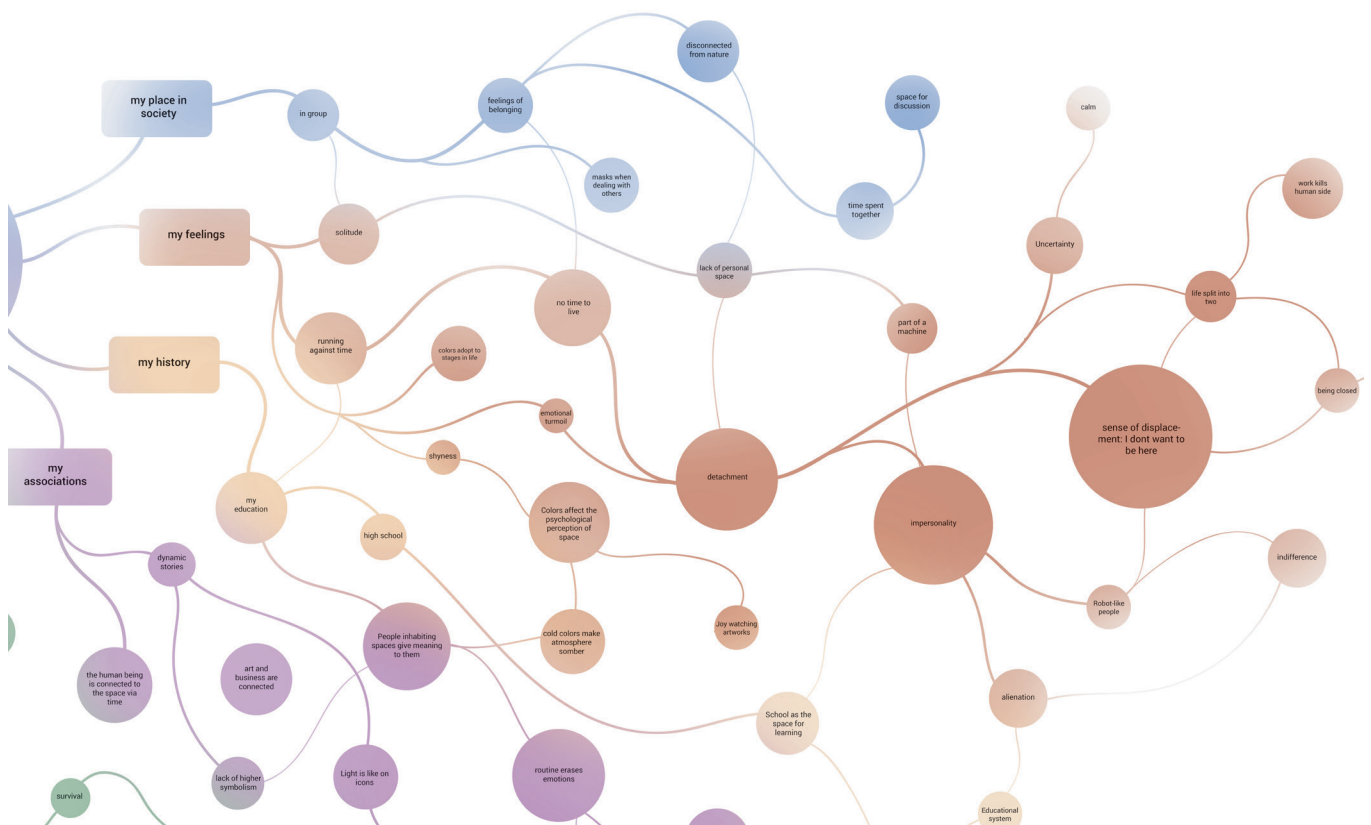 my place in
society
in group
feelings of
belonging
disconnected
from nature
masks when
dealing with
others
space for
discussion
time spent
together
calm
work kills
human side
my feelings
solitude
Uncertainty
lack of personal
space
life split into
two
no time to
live
part of a
machine
running
against time
colors adopt to
stages in life
my history
being closed
emotional
turmoil
sense of displace-
ment: I dont want to
be here
shyness
my
associations
detachment
my
education
high school
Colors affect the
psychological
perception of
space
impersonality
dynamic
stories
indifference
Robot-like
people
Joy watching
artworks
People inhabiting
spaces give meaning
to them
cold colors make
atmosphere
somber
the human being
is connected to
the space via
time
art and
business are
connected
alienation
School as the
space for
learning
lack of higher
symbolism
Light is like on
icons
routine erases
emotions
survival
Educational
system